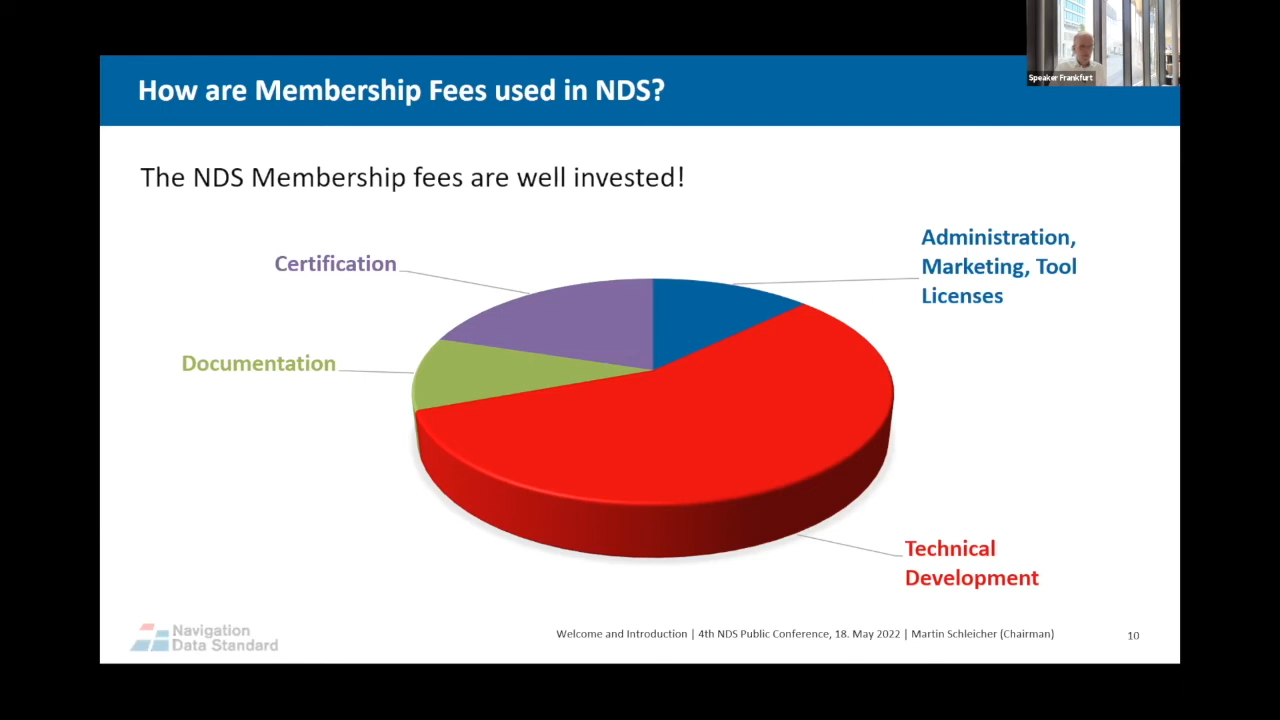 Speaker Frankfurt
How are Membership Fees used in NDS?
The NDS Membership fees are well invested!
Administration,
Marketing, Tool
Licenses
Certification
Documentation
Technical
Development
Navigation
Data Standard
Welcome and Introduction | 4th NDS Public Conference, 18. May 2022 | Martin Schleicher (Chairman)
10